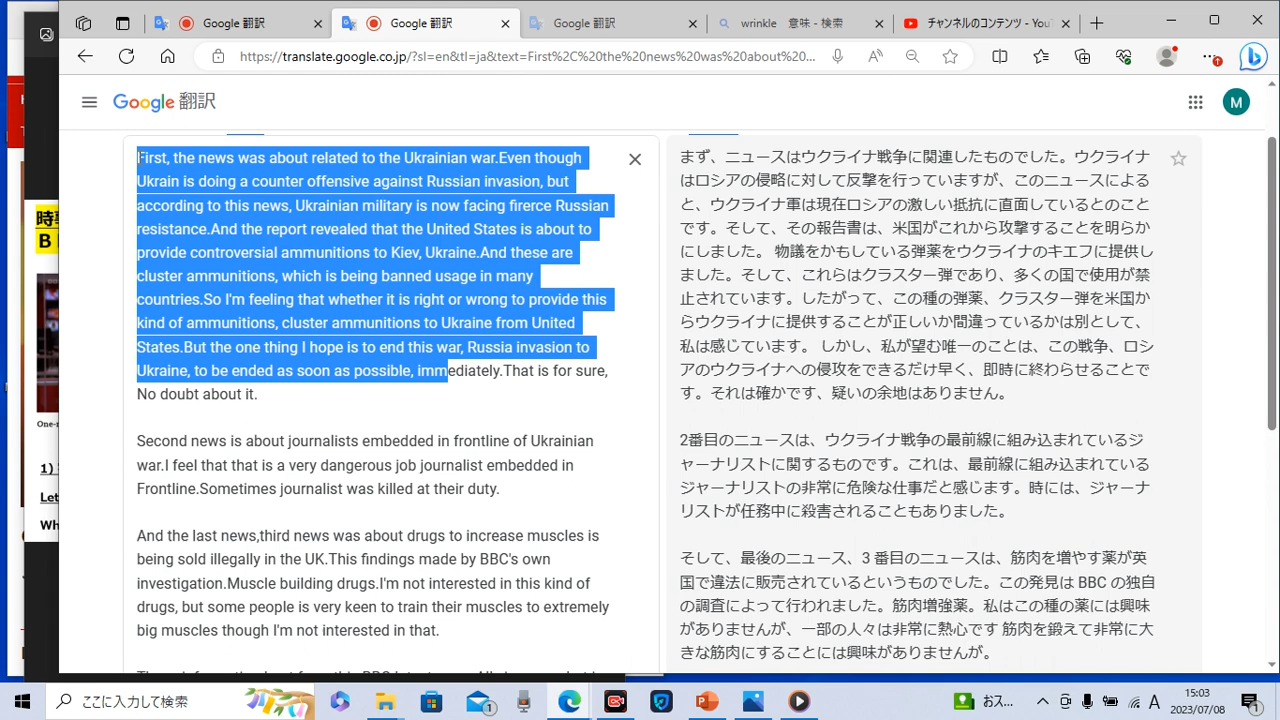 Google 翻訳
Google 翻訳
Google 翻訳
wrinkle 意味 - 検索
チャンネルのコンテンツ - You
https://translate.google.co.jp/?sl=en&tl=ja&text=First%2C%20the%20news%20was%20about%20...
Google 翻訳
M
First, the news was about related to the Ukrainian war.Even though
Ukrain is doing a counter offensive against Russian invasion, but
according to this news, Ukrainian military is now facing firerce Russian
resistance.And the report revealed that the United States is about to
provide controversial ammunitions to Kiev, Ukraine.And these are
cluster ammunitions, which is being banned usage in many
countries.So I'm feeling that whether it is right or wrong to provide this
kind of ammunitions, cluster ammunitions to Ukraine from United
States.But the one thing I hope is to end this war, Russia invasion to
Ukraine, to be ended as soon as possible, immediately.That is for sure,
No doubt about it.
Second news is about journalists embedded in frontline of Ukrainian
war.I feel that that is a very dangerous job journalist embedded in
Frontline.Sometimes journalist was killed at their duty.
And the last news,third news was about drugs to increase muscles is
being sold illegally in the UK.This findings made by BBC's own
investigation.Muscle building drugs.I'm not interested in this kind of
drugs, but some people is very keen to train their muscles to extremely
big muscles though I'm not interested in that.
まず、ニュースはウクライナ戦争に関連したものでした。ウクライナ
はロシアの侵略に対して反撃を行っていますが、このニュースによる
と、ウクライナ軍は現在ロシアの激しい抵抗に直面しているとのこと
です。そして、その報告書は、米国がこれから攻撃することを明らか
にしました。 物議をかもしている弾薬をウクライナのキエフに提供し
ました。そして、これらはクラスター弾であり、多くの国で使用が禁
止されています。したがって、この種の弾薬、クラスター弾を米国か
らウクライナに提供することが正しいか間違っているかは別として、
私は感じています。 しかし、私が望む唯一のことは、この戦争、ロシ
アのウクライナへの侵攻をできるだけ早く、即時に終わらせることで
す。それは確かです、疑いの余地はありません。
2番目のニュースは、ウクライナ戦争の最前線に組み込まれているジ
ャーナリストに関するものです。これは、最前線に組み込まれている
ジャーナリストの非常に危険な仕事だと感じます。時には、ジャーナ
リストが任務中に殺害されることもありました。
そして、最後のニュース、3 番目のニュースは、筋肉を増やす薬が英
国で違法に販売されているというものでした。この発見は BBC の独自
の調査によって行われました。筋肉増強薬。私はこの種の薬には興味
がありませんが、一部の人々は非常に熱心です 筋肉を鍛えて非常に大
きな筋肉にすることには興味がありませんが。
時事
B B
One-m
1)
Let
Wh
ここに入力して検索
おス...
A
15:03
2023/07/08